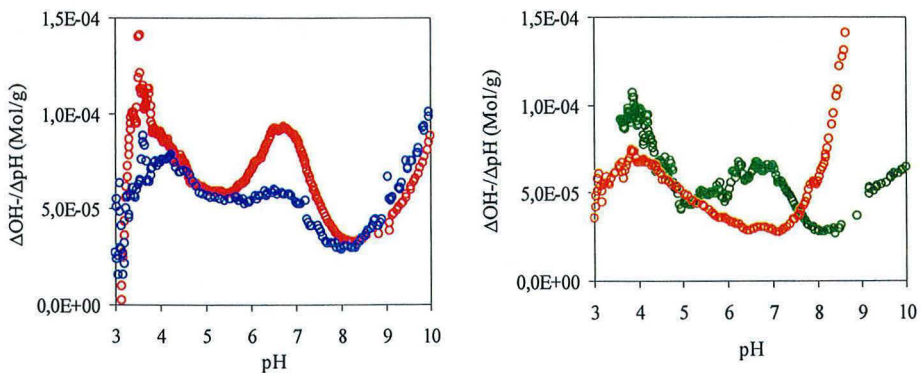 ΔOH-/ΔpH (Mol/g)
1,5E-04
1,0E-04
5,0E-05
0,0E+00
3 4 5 6 7 8 9 10
pH
ΔOH-/ΔpH (Mol/g)
1,5E-04
1,0E-04
5,0E-05
0,0E+00
3 4 5 6 7 8 9 10
pH